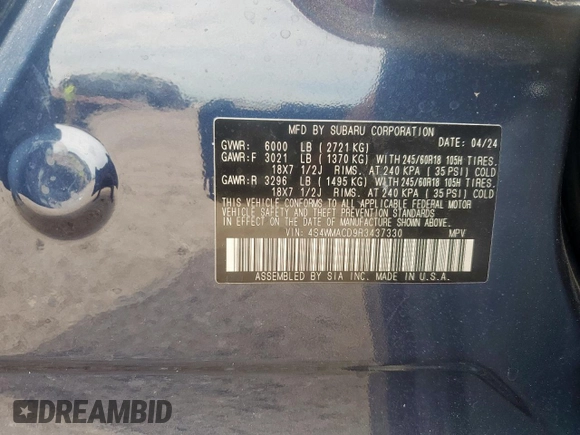 MFD BY SUBARU CORPORATION
DATE: 04/24
GVWR: 6000 LB ( 2721 KG)
GAWR:F 3021 LB ( 1370 KG) WITH 245/60R18 105H TIRES.
18X7 1/2J RIMS. AT 240 KPA ( 35 PSI) COLD
GAWR:R 3296 LB ( 1495 KG) WITH 245/60R18 105H TIRES.
18X7 1/2J RIMS. AT 240 KPA ( 35 PSI) COLD
THIS VEHICLE CONFORMS TO ALL APPLICABLE FEDERAL MOTOR
VEHICLE SAFETY AND THEFT PREVENTION STANDARDS
IN EFFECT ON THE DATE OF MANUFACTURE SHOWN ABOVE.
VIN: 4S4WMACD9R3437330 MPV
ASSEMBLED BY SIA INC. MADE IN U.S.A.
DREAMBID